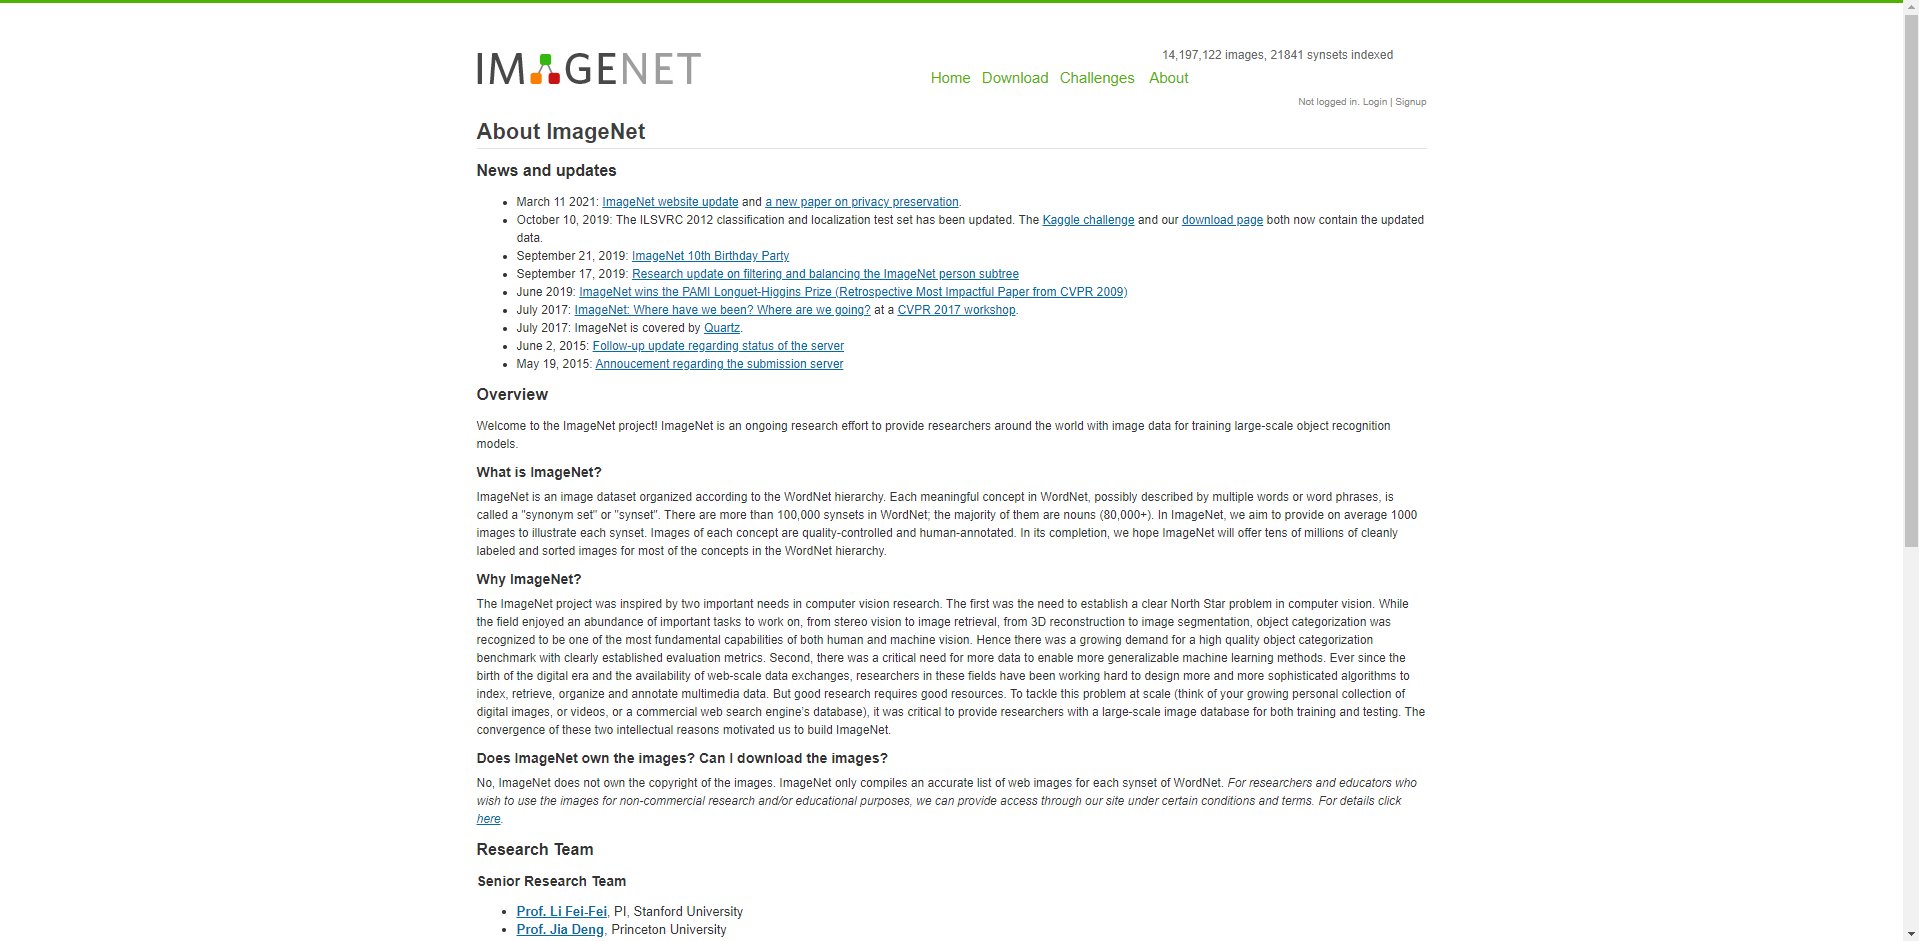 IMAGENET
14,197,122 images, 21841 synsets indexed
Home Download Challenges About
Not logged in. Login | Signup
About ImageNet
News and updates
March 11 2021: ImageNet website update and a new paper on privacy preservation.
October 10, 2019: The ILSVRC 2012 classification and localization test set has been updated. The Kaggle challenge and our download page both now contain the updated
data.
September 21, 2019: ImageNet 10th Birthday Party
September 17, 2019: Research update on filtering and balancing the ImageNet person subtree
June 2019: ImageNet wins the PAMI Longuet-Higgins Prize (Retrospective Most Impactful Paper from CVPR 2009)
July 2017: ImageNet: Where have we been? Where are we going? at a CVPR 2017 workshop.
July 2017: ImageNet is covered by Quartz.
June 2, 2015: Follow-up update regarding status of the server
May 19, 2015: Annoucement regarding the submission server
Overview
Welcome to the ImageNet project! ImageNet is an ongoing research effort to provide researchers around the world with image data for training large-scale object recognition
models.
What is ImageNet?
ImageNet is an image dataset organized according to the WordNet hierarchy. Each meaningful concept in WordNet, possibly described by multiple words or word phrases, is
called a "synonym set" or "synset". There are more than 100,000 synsets in WordNet; the majority of them are nouns (80,000+). In ImageNet, we aim to provide on average 1000
images to illustrate each synset. Images of each concept are quality-controlled and human-annotated. In its completion, we hope ImageNet will offer tens of millions of cleanly
labeled and sorted images for most of the concepts in the WordNet hierarchy.
Why ImageNet?
The ImageNet project was inspired by two important needs in computer vision research. The first was the need to establish a clear North Star problem in computer vision. While
the field enjoyed an abundance of important tasks to work on, from stereo vision to image retrieval, from 3D reconstruction to image segmentation, object categorization was
recognized to be one of the most fundamental capabilities of both human and machine vision. Hence there was a growing demand for a high quality object categorization
benchmark with clearly established evaluation metrics. Second, there was a critical need for more data to enable more generalizable machine learning methods. Ever since the
birth of the digital era and the availability of web-scale data exchanges, researchers in these fields have been working hard to design more and more sophisticated algorithms to
index, retrieve, organize and annotate multimedia data. But good research requires good resources. To tackle this problem at scale (think of your growing personal collection of
digital images, or videos, or a commercial web search engine's database), it was critical to provide researchers with a large-scale image database for both training and testing. The
convergence of these two intellectual reasons motivated us to build ImageNet.
Does ImageNet own the images? Can I download the images?
No, ImageNet does not own the copyright of the images. ImageNet only compiles an accurate list of web images for each synset of WordNet. For researchers and educators who
wish to use the images for non-commercial research and/or educational purposes, we can provide access through our site under certain conditions and terms. For details click
here.
Research Team
Senior Research Team
Prof. Li Fei-Fei, PI, Stanford University
Prof. Jia Deng, Princeton University